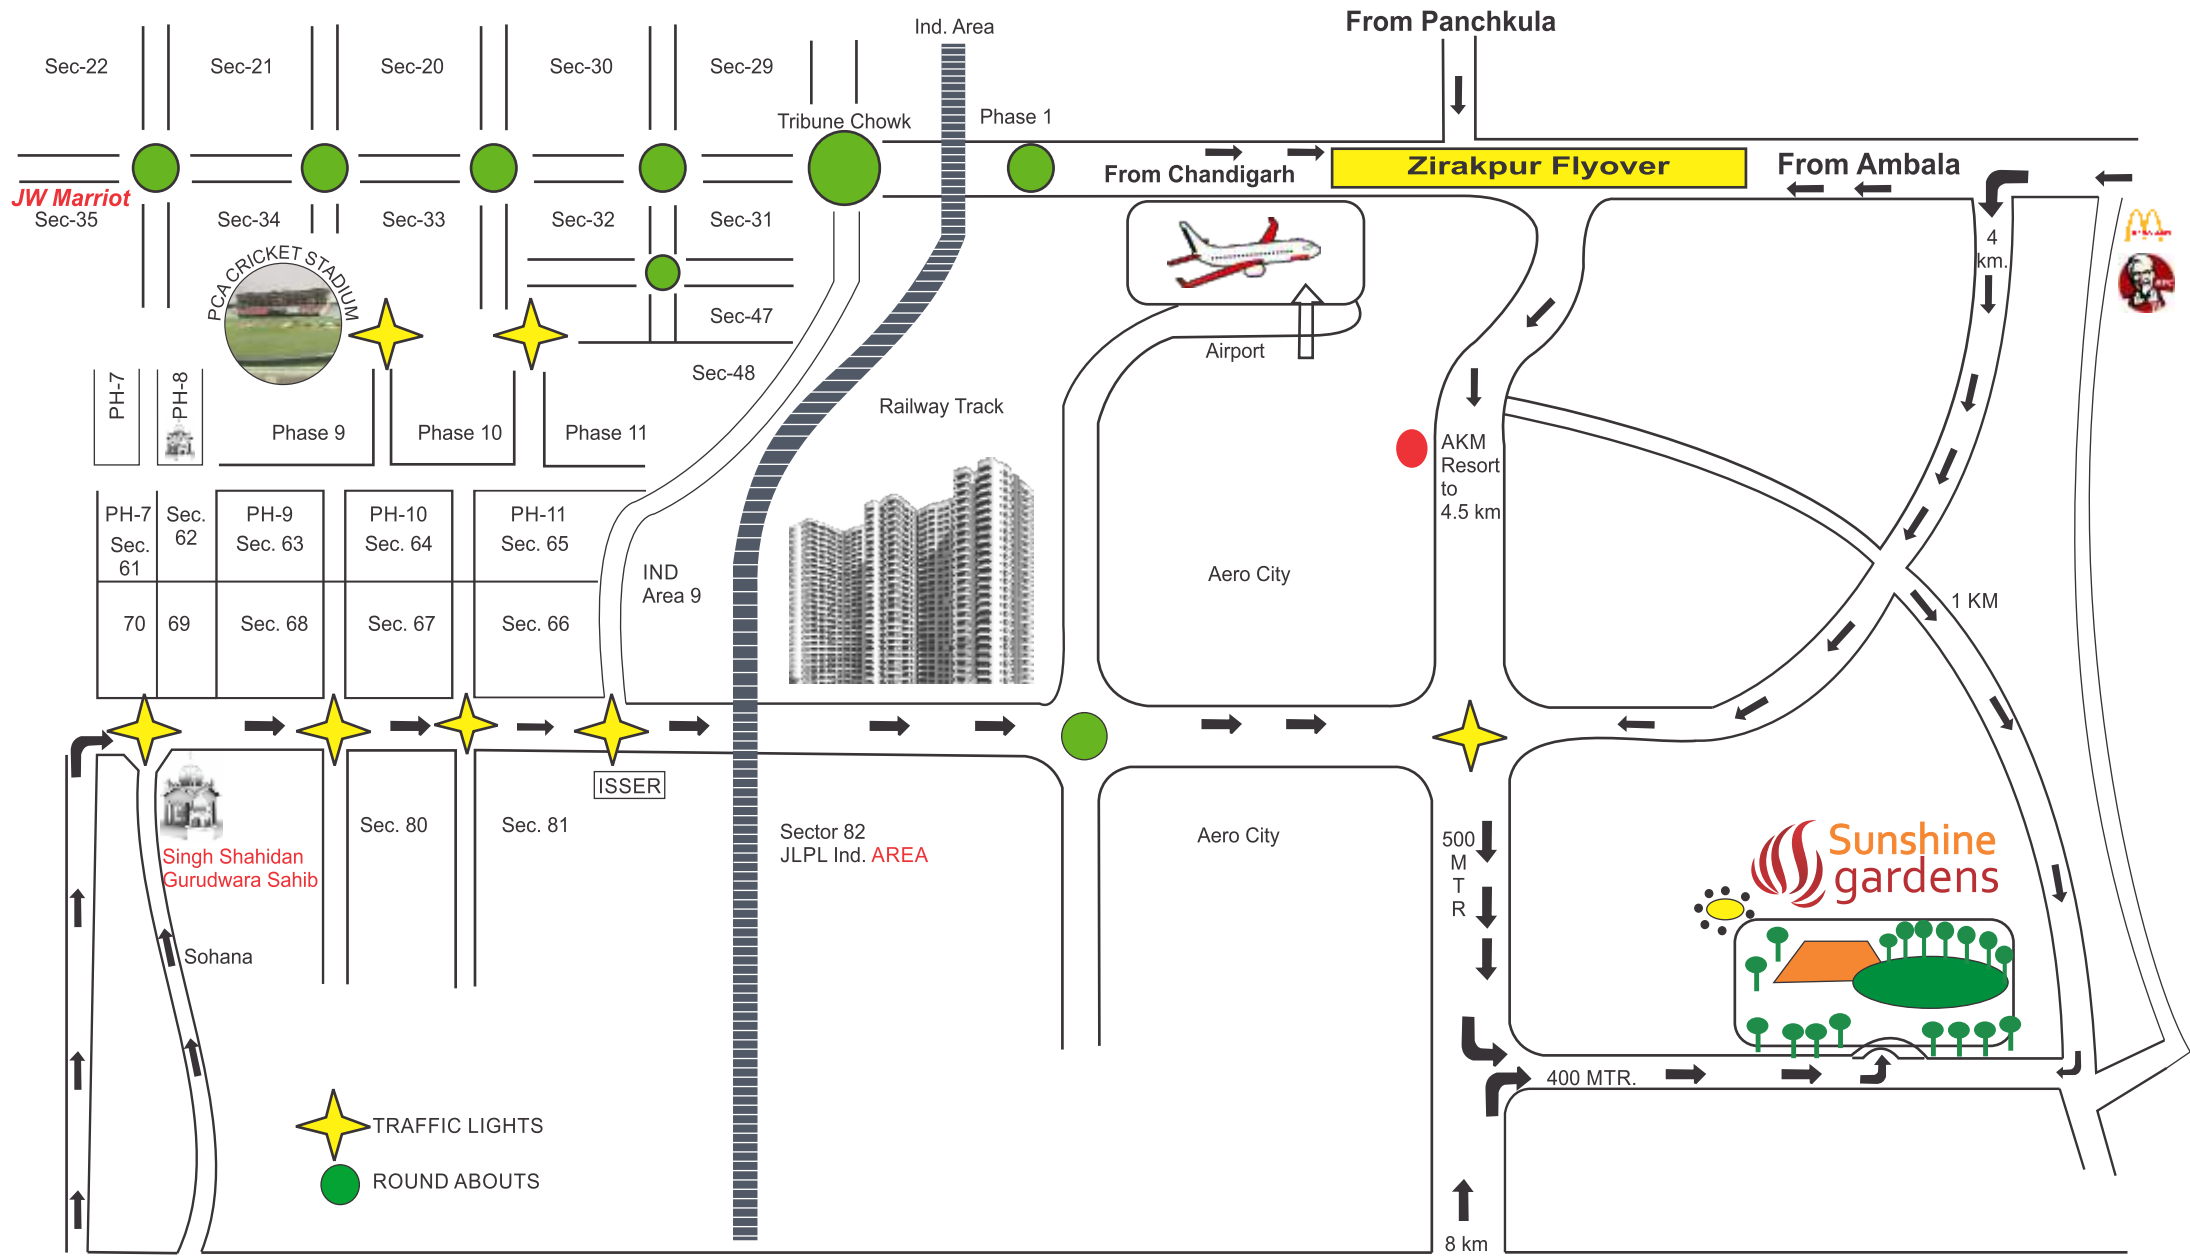 From Panchkula
Ind. Area
Sec-22
Sec-21
Sec-20
Sec-30
Sec-29
Tribune Chowk
Phase 1
From Chandigarh
Zirakpur Flyover
From Ambala
JW Marriot
Sec-35
Sec-34
Sec-33
Sec-32
Sec-31
4
km.
PCA CRICKET STADIUM
Sec-47
Airport
Sec-48
PH-7
PH-8
Railway Track
Phase 9
Phase 10
Phase 11
AKM
Resort
to
4.5 km
PH-7
Sec.
61
Sec.
62
PH-9
Sec. 63
PH-10
Sec. 64
PH-11
Sec. 65
IND
Area 9
Aero City
1 KM
70
69
Sec. 68
Sec. 67
Sec. 66
ISSER
Sec. 80
Sec. 81
Sector 82
JLPL Ind. AREA
Aero City
500
M
T
R
Sunshine
gardens
Singh Shahidan
Gurudwara Sahib
Sohana
400 MTR.
TRAFFIC LIGHTS
ROUND ABOUTS
8 km